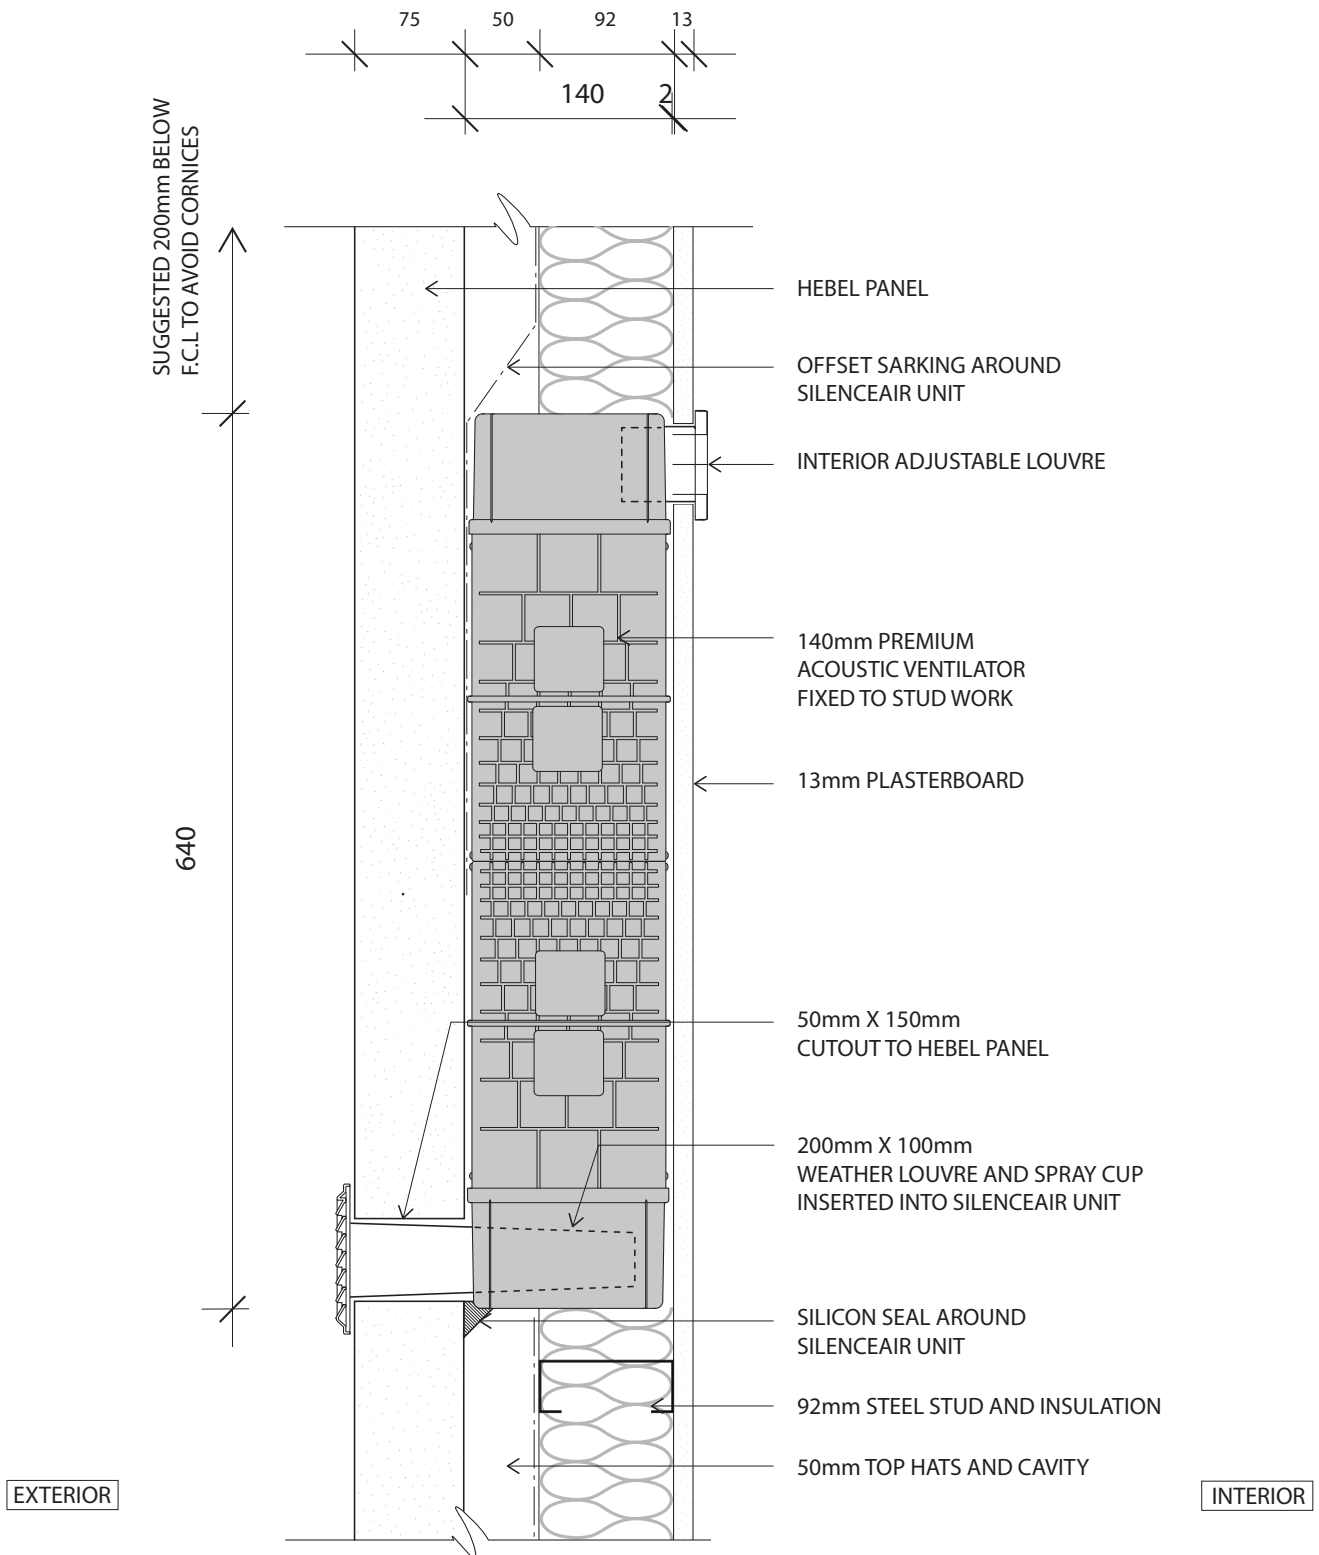 75
50
92
13
140
2
SUGGESTED 200mm BELOW
F.C.L TO AVOID CORNICES
HEBEL PANEL
OFFSET SARKING AROUND
SILENCEAIR UNIT
INTERIOR ADJUSTABLE LOUVRE
140mm PREMIUM
ACOUSTIC VENTILATOR
FIXED TO STUD WORK
13mm PLASTERBOARD
640
50mm X 150mm
CUTOUT TO HEBEL PANEL
200mm X 100mm
WEATHER LOUVRE AND SPRAY CUP
INSERTED INTO SILENCEAIR UNIT
SILICON SEAL AROUND
SILENCEAIR UNIT
92mm STEEL STUD AND INSULATION
50mm TOP HATS AND CAVITY
EXTERIOR
INTERIOR